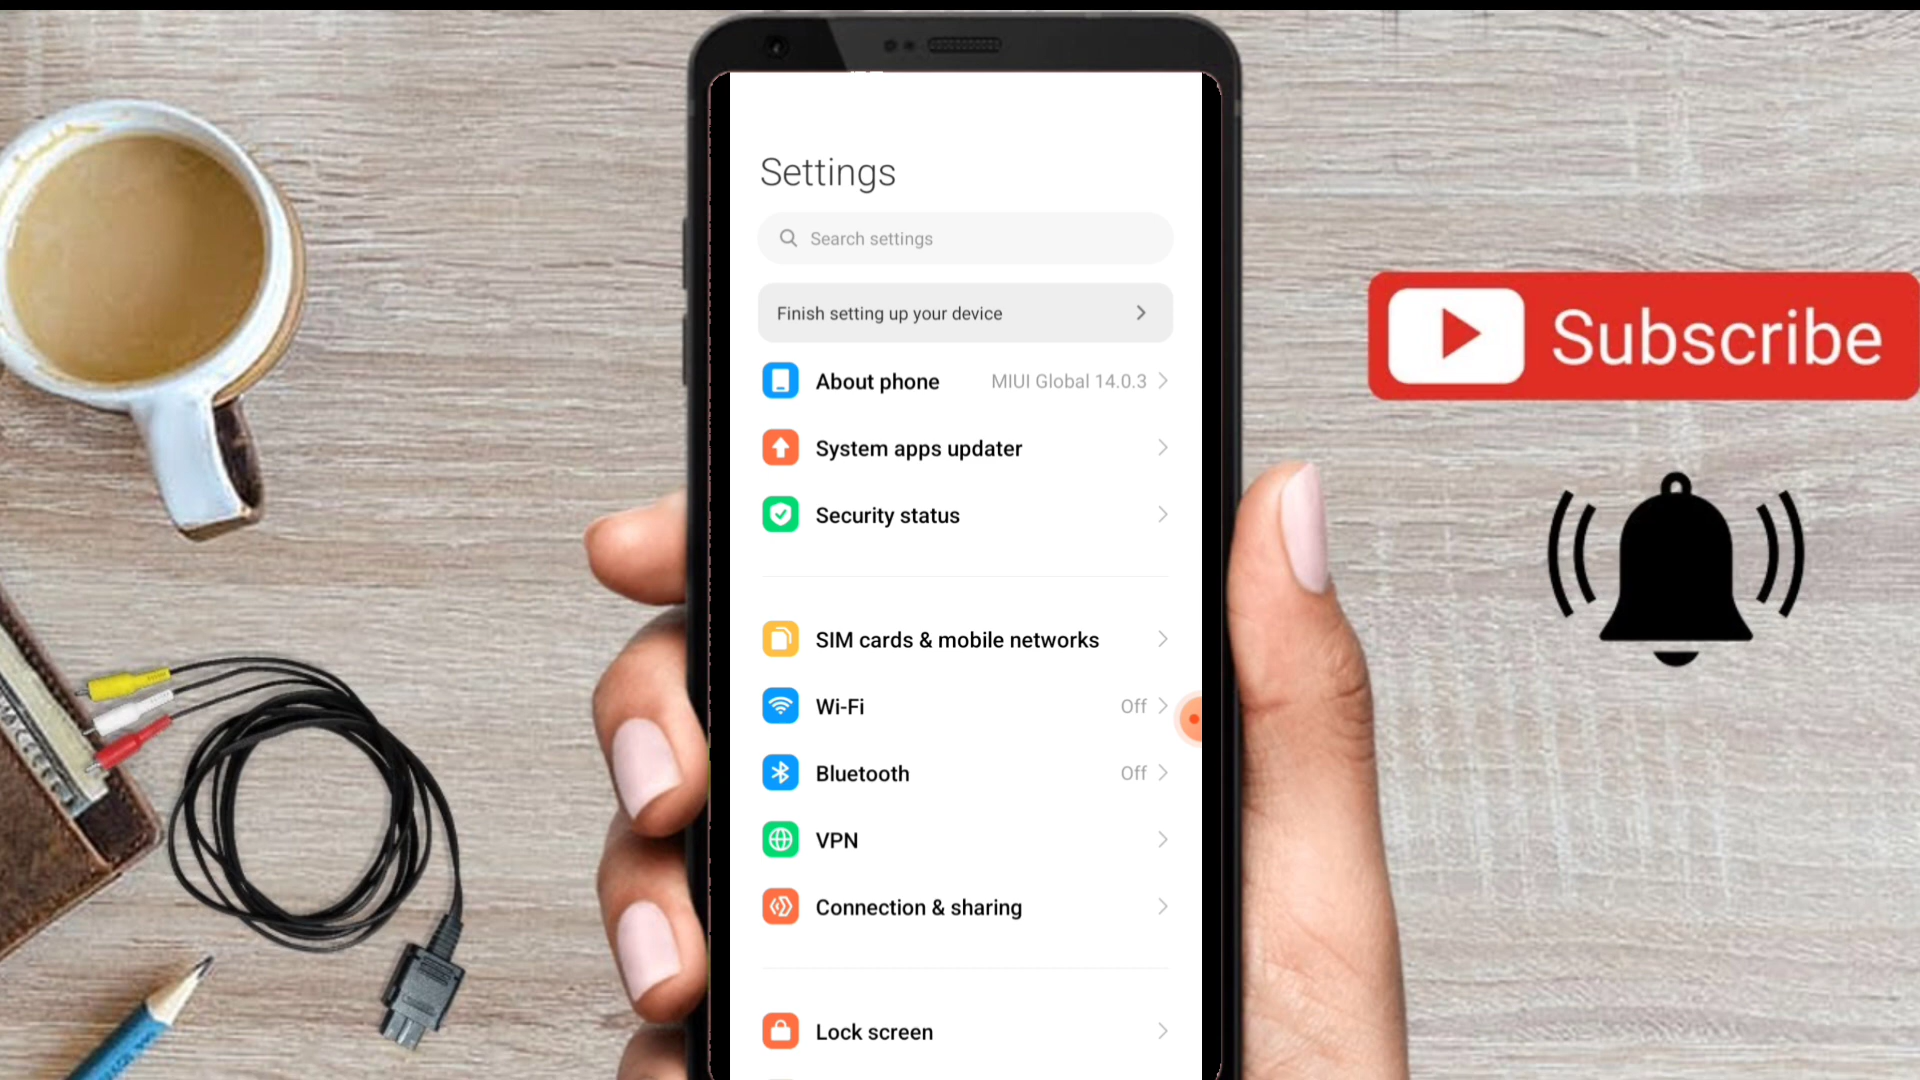 Settings
Search settings
Finish setting up your device
About phone MIUI Global 14.0.3
System apps updater
Security status
SIM cards & mobile networks
Wi-Fi Off
Bluetooth Off
VPN
Connection & sharing
Lock screen
Subscribe